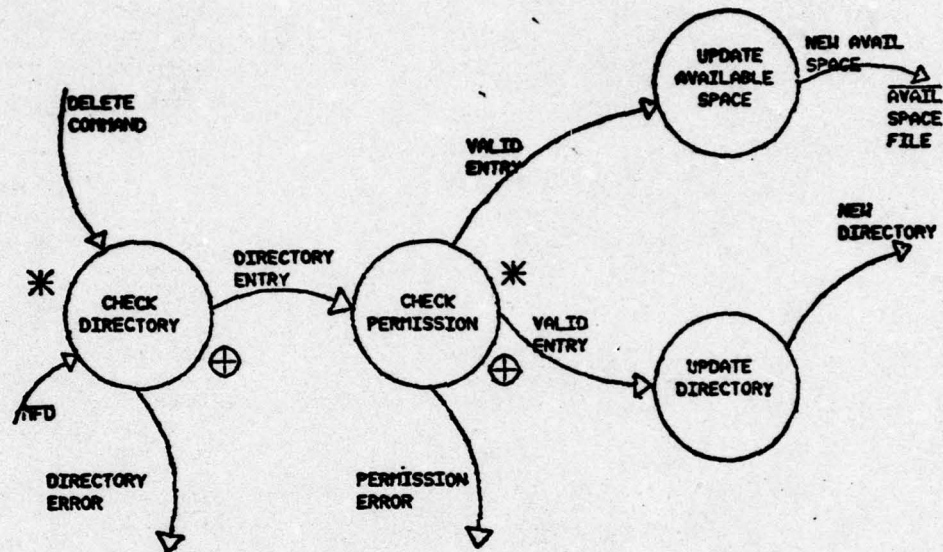 UPDATE
AVAILABLE
SPACE
NEW AVAIL
SPACE
AVAIL
SPACE
FILE
DELETE
COMMAND
VALID
ENTRY
NEW
DIRECTORY
DIRECTORY
ENTRY
CHECK
DIRECTORY
CHECK
PERMISSION
VALID
ENTRY
UPDATE
DIRECTORY
MFD
DIRECTORY
ERROR
PERMISSION
ERROR